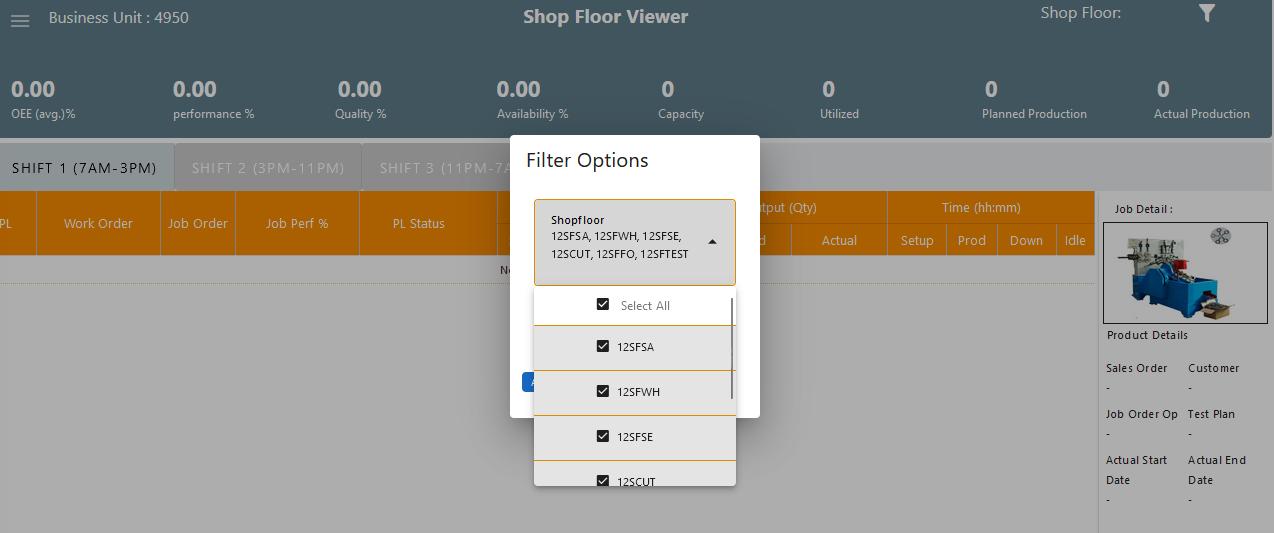 Business Unit : 4950
Shop Floor Viewer
Shop Floor:
0.00
0.00
0.00
0.00
0
0
0
0
OEE (avg.)%
performance %
Quality %
Availability %
Capacity
Utilized
Planned Production
Actual Production
Filter Options
SHIFT 1 (7AM-3PM)
SHIFT 2 (3PM-11PM)
SHIFT 3 (11PM-7A
PL
Work Order
Job Order
Job Perf %
PL Status
(Qty)
Time (hh:mm)
Actual
Setup
Prod
Down
Idle
Shopfloor
12SFSA, 12SFWH, 12SFSE,
12SCUT, 12SFFO, 12SFTEST
Select All
12SFSA
12SFWH
12SFSE
12SCUT
Job Detail :
Product Details
Sales Order
Customer
-
-
Job Order Op
Test Plan
-
-
Actual Start
Date
Actual End
Date
-
-